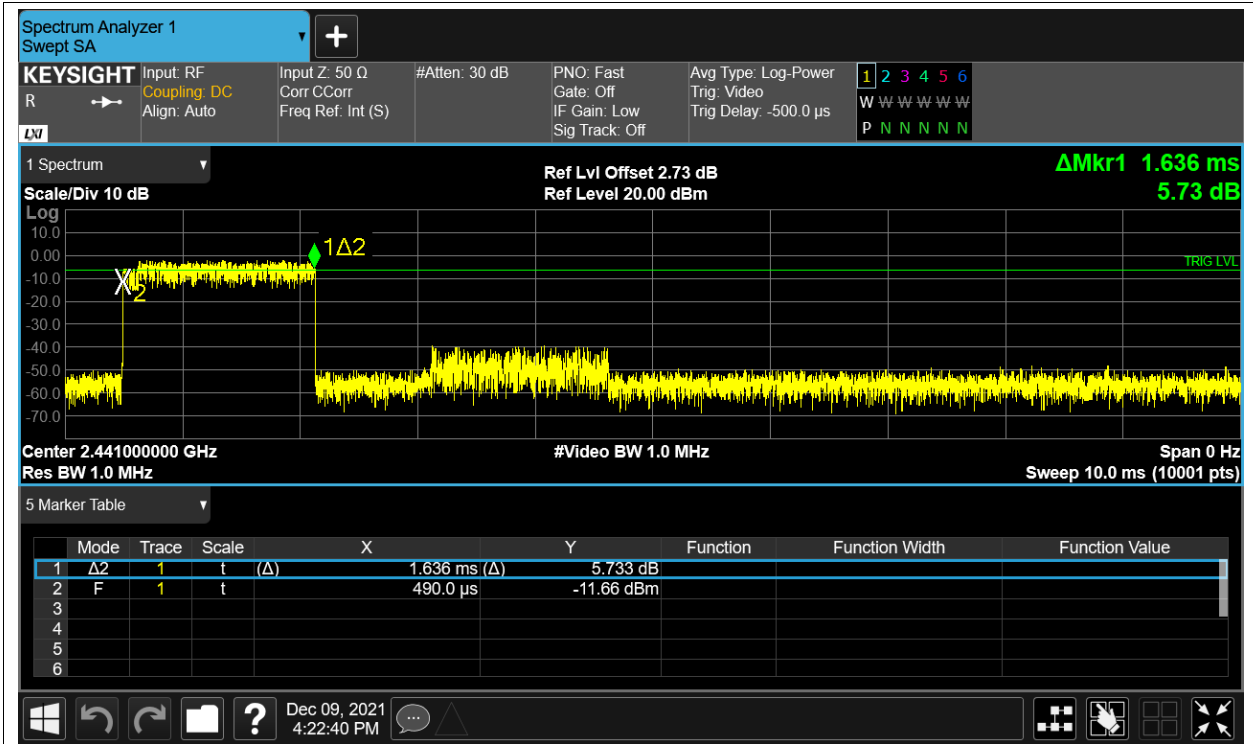 Spectrum Analyzer 1
Swept SA
KEYSIGHT Input: RF Input Z: 50 Ω #Atten: 30 dB PNO: Fast Avg Type: Log-Power 1 2 3 4 5 6
R Coupling: DC Corr CCorr Gate: Off Trig: Video W W W W W W
Align: Auto Freq Ref: Int (S) IF Gain: Low Trig Delay: -500.0 µs
LXI Sig Track: Off P N N N N N
1 Spectrum Ref Lvl Offset 2.73 dB ΔMkr1 1.636 ms
Scale/Div 10 dB Ref Level 20.00 dBm 5.73 dB
Log
10.0
0.00 1Δ2
TRIG LVL
-10.0
2
-20.0
-30.0
-40.0
-50.0
-60.0
-70.0
Center 2.441000000 GHz #Video BW 1.0 MHz Span 0 Hz
Res BW 1.0 MHz Sweep 10.0 ms (10001 pts)
5 Marker Table
Mode Trace Scale X Y Function Function Width Function Value
1 Δ2 1 t (Δ) 1.636 ms (Δ) 5.733 dB
2 F 1 t 490.0 µs -11.66 dBm
3
4
5
6
? Dec 09, 2021
4:22:40 PM